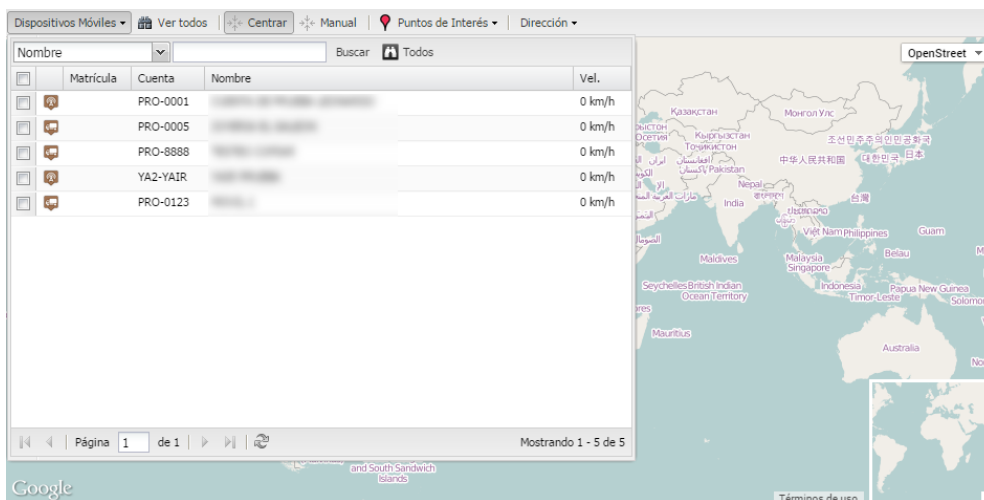 Dispositivos Móviles Ver todos Centrar Manual Puntos de Interés Dirección
Nombre Buscar Todos
OpenStreet
Matrícula Cuenta Nombre Vel.
PRO-0001 0 km/h
PRO-0005 0 km/h
PRO-8888 0 km/h
YA2-YAIR 0 km/h
PRO-0123 0 km/h
Página 1 de 1 Mostrando 1 - 5 de 5
Қазақстан
Монгол Улс
Кыргызстан
Тоҷикистон
조선민주주의인민공화국
中华人民共和国
대한민국
日本
افغانستان
ایران
Pakistan
Nepal
India
台灣
Việt Nam
Philippines
Guam
Maldives
Malaysia
Singapore
Belau
Seychelles
British Indian
Ocean Territory
Indonesia
Timor-Leste
Papua New Guinea
Mauritius
Australia
and South Sandwich
Islands
Google
Términos de uso